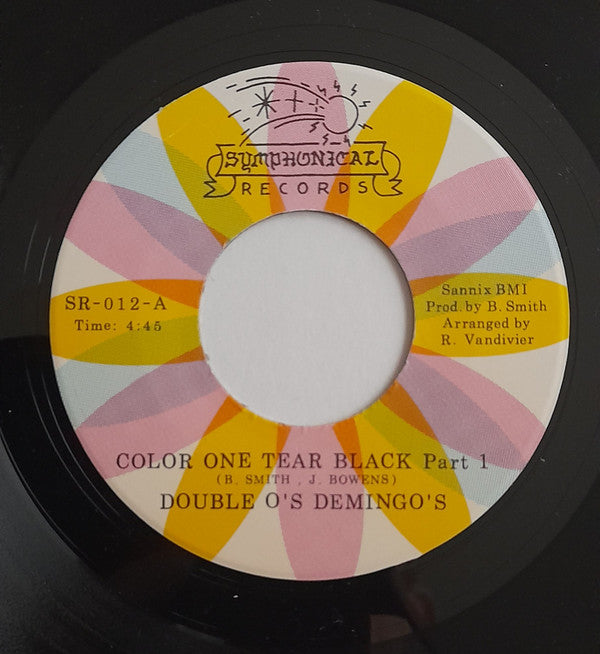 SYMPHONICAL
RECORDS
SR-012-A
Time: 4:45
Sannix BMI
Prod. by B. Smith
Arranged by
R. Vandivier
COLOR ONE TEAR BLACK Part 1
(B. SMITH , J. BOWENS)
DOUBLE O'S DEMINGO'S